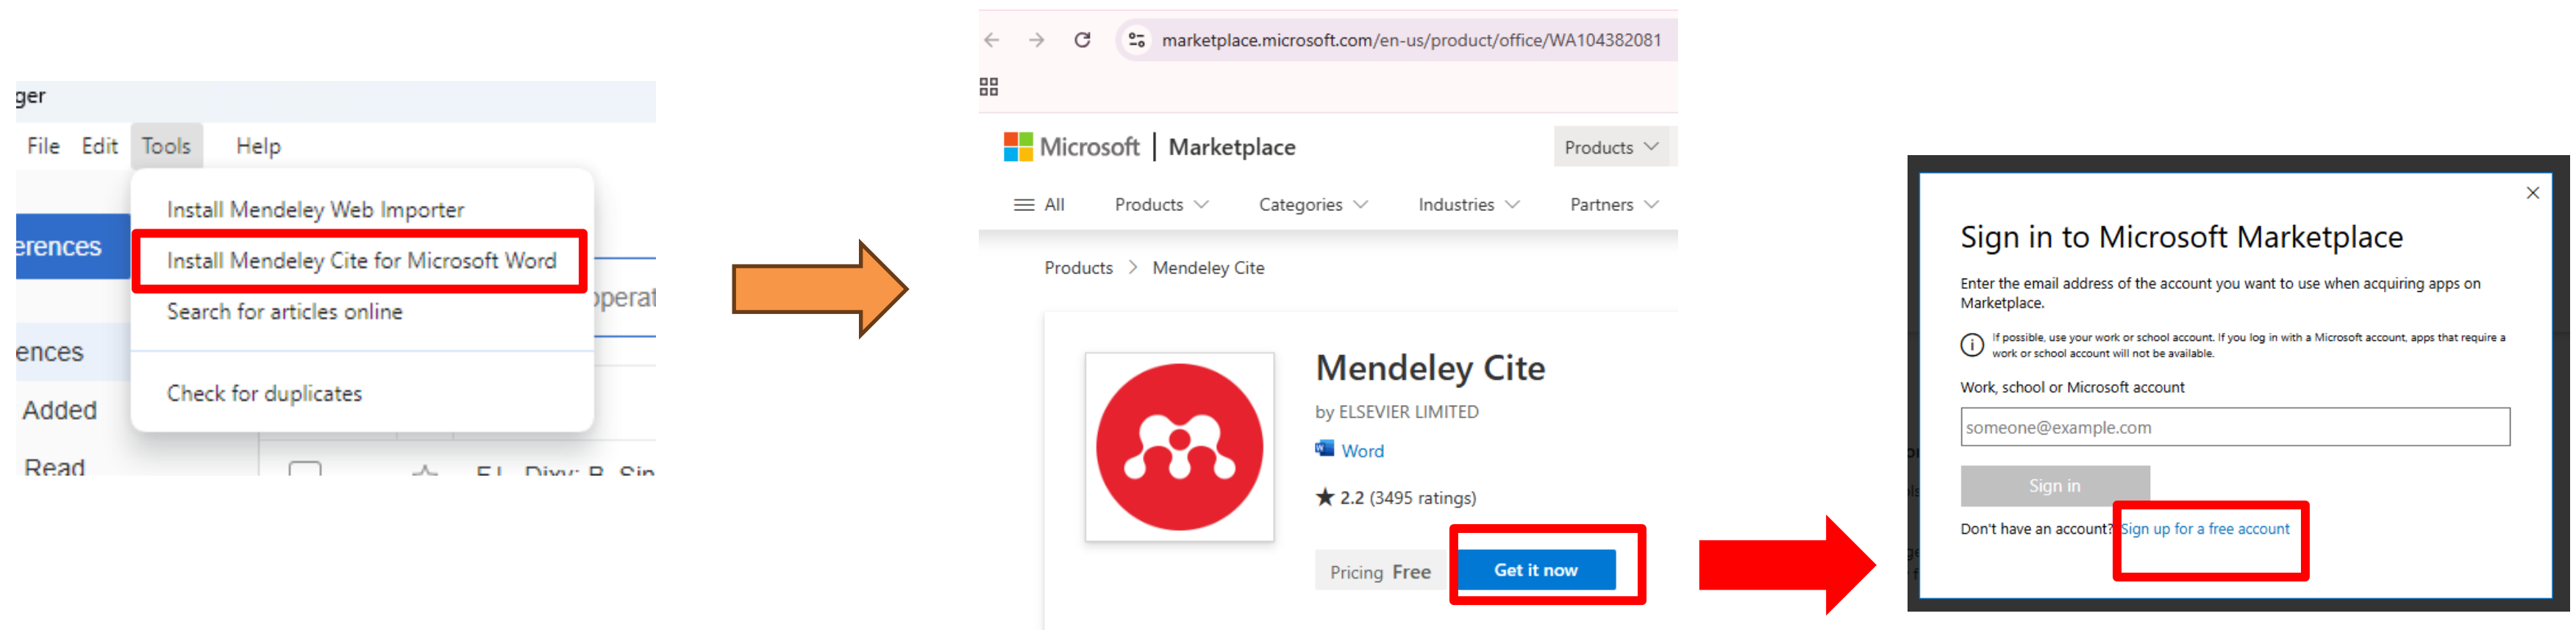 ger
File Edit Tools Help
Install Mendeley Web Importer
erences
Install Mendeley Cite for Microsoft Word
Search for articles online
operat
ences
Check for duplicates
Added
Read
marketplace.microsoft.com/en-us/product/office/WA104382081
Microsoft | Marketplace
Products
All Products Categories Industries Partners
Products > Mendeley Cite
Mendeley Cite
by ELSEVIER LIMITED
Word
2.2 (3495 ratings)
Pricing Free Get it now
Sign in to Microsoft Marketplace
Enter the email address of the account you want to use when acquiring apps on
Marketplace.
If possible, use your work or school account. If you log in with a Microsoft account, apps that require a
work or school account will not be available.
Work, school or Microsoft account
someone@example.com
Sign in
Don't have an account? Sign up for a free account